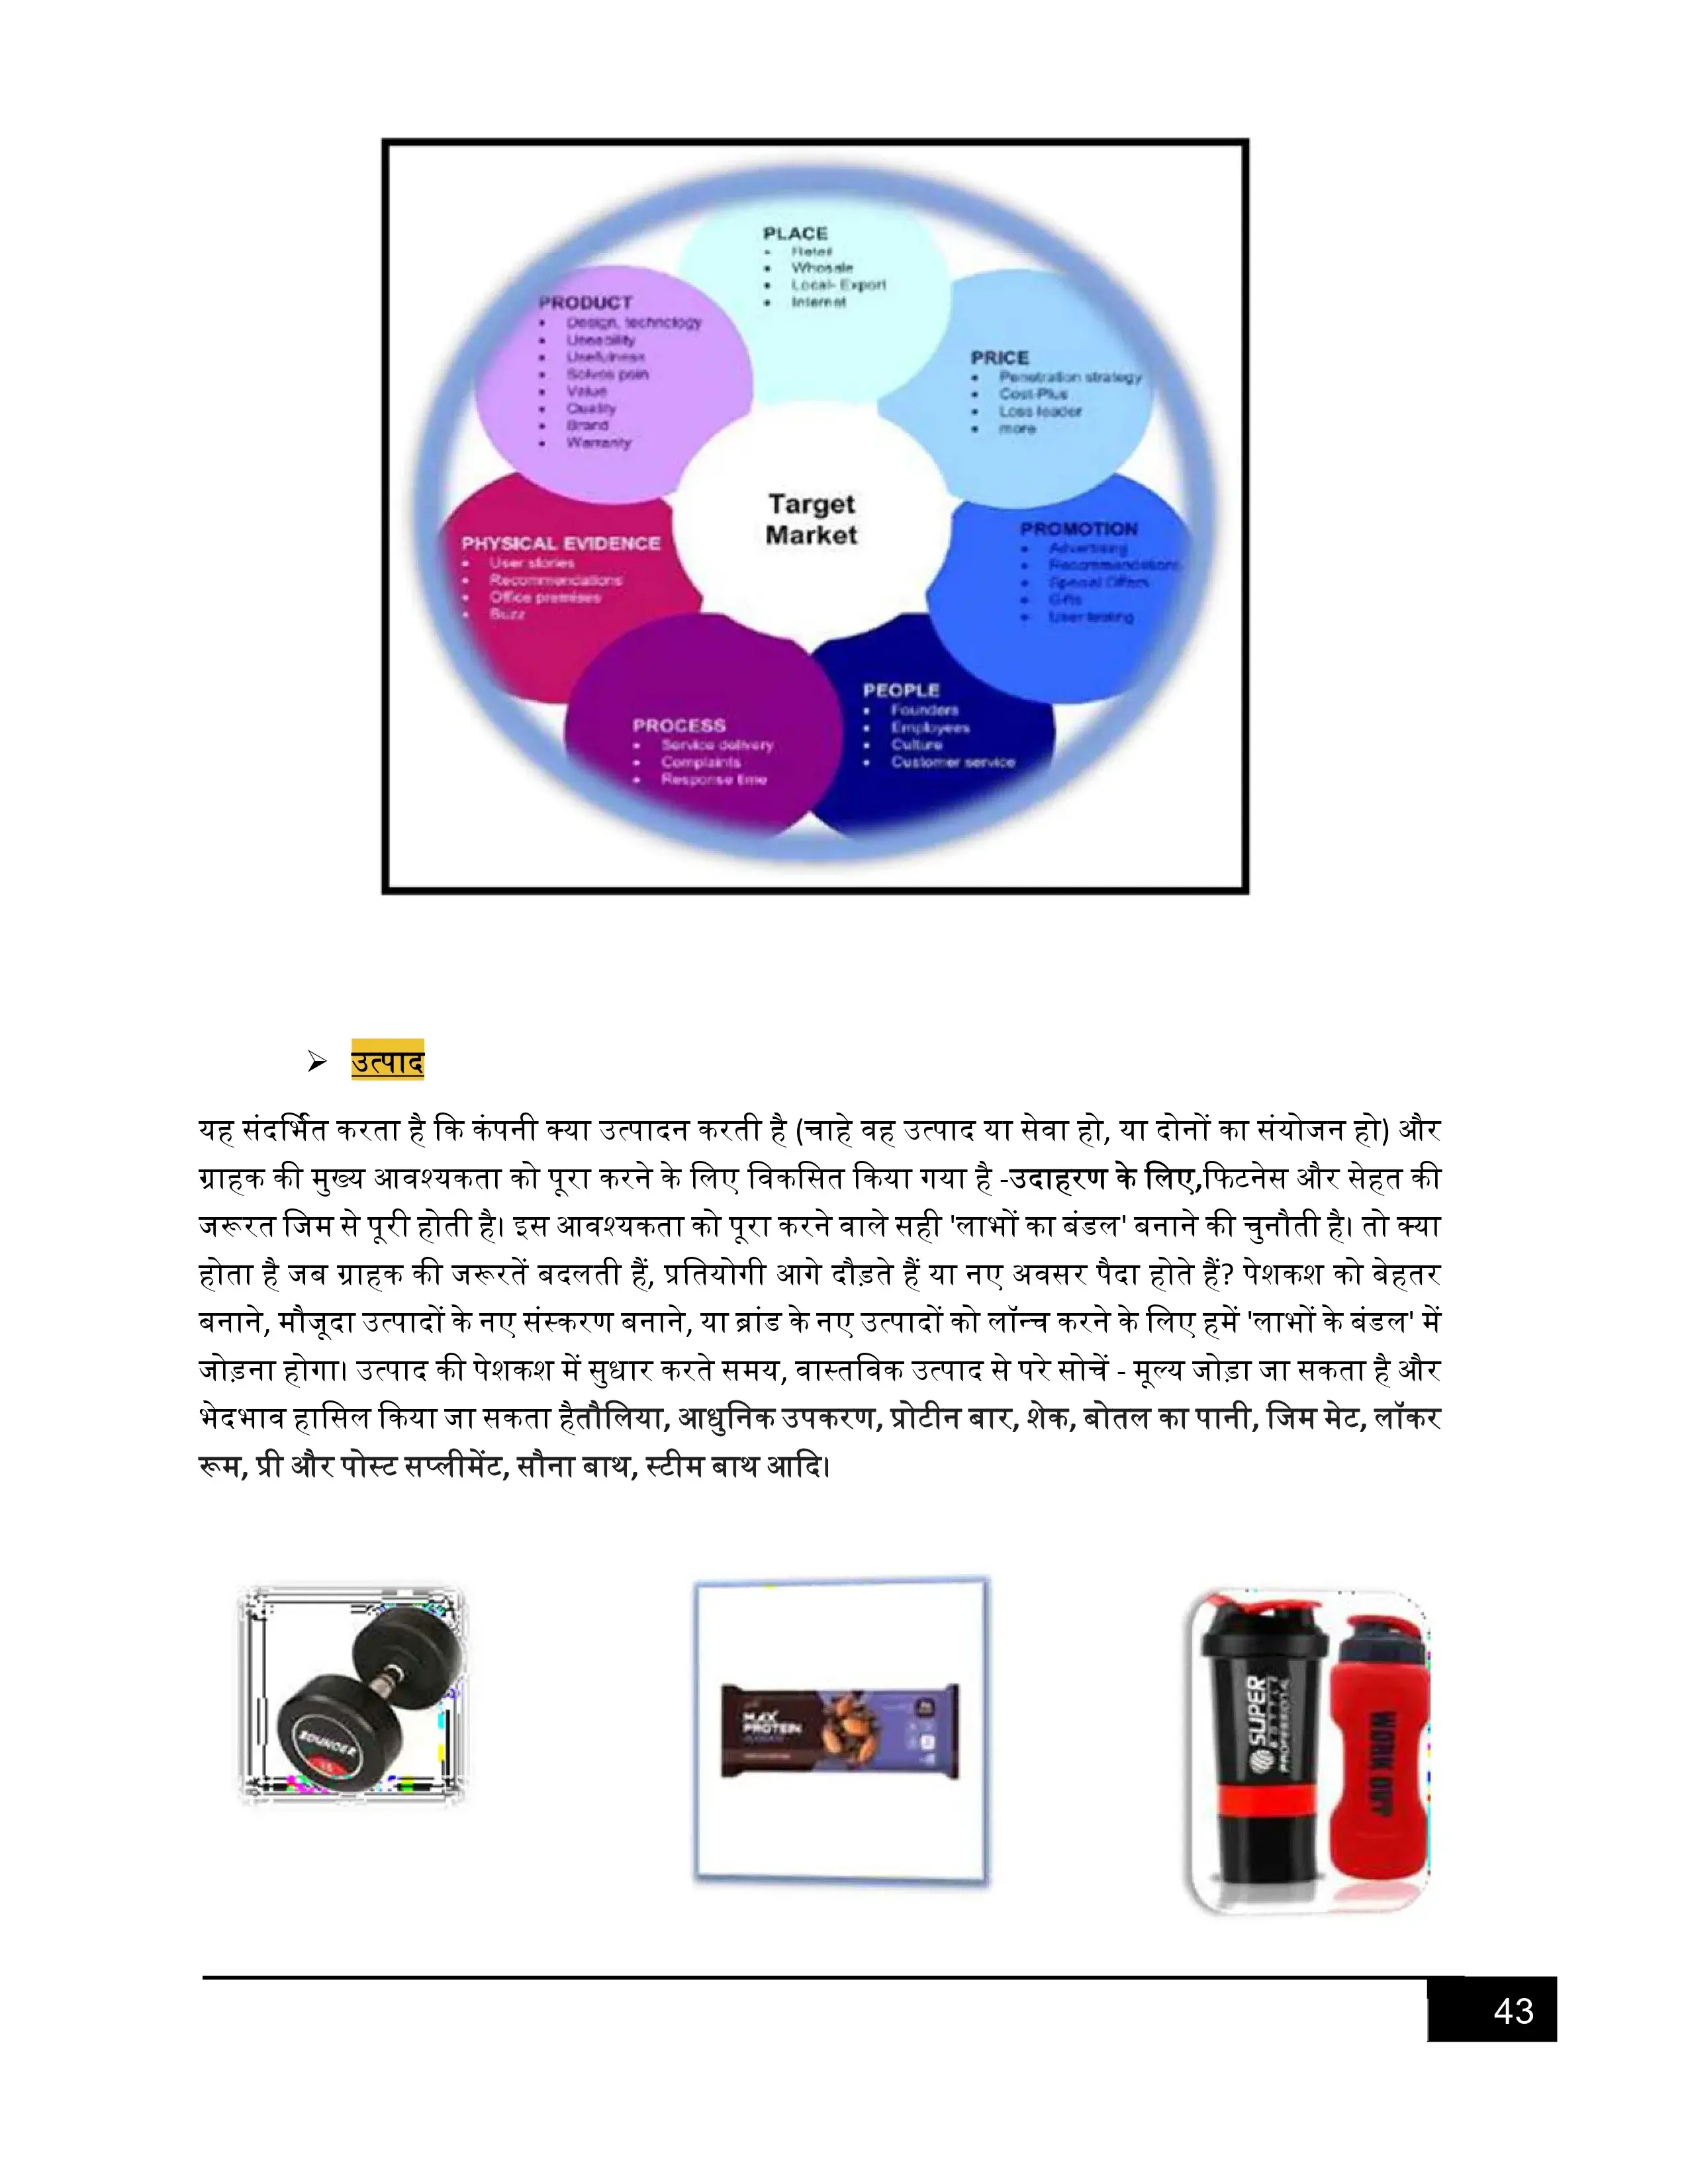 PLACE
• Retail
• Whosale
• Local- Export
• Internet
PRODUCT
• Design, technology
• Useability
• Usefulness
• Solves pain
• Value
• Quality
• Brand
• Warranty
PRICE
• Penetration strategy
• Cost-Plus
• Loss leader
• more
Target
Market
PROMOTION
• Advertising
• Recommendations
• Special Offers
• Gifts
• User testing
PHYSICAL EVIDENCE
• User stories
• Recommendations
• Office premises
• Buzz
PEOPLE
• Founders
• Employees
• Culture
• Customer service
PROCESS
• Service delivery
• Complaints
• Response time
➢ उत्पाद
यह संदर्भित करता है कि कंपनी क्या उत्पादन करती है (चाहे वह उत्पाद या सेवा हो, या दोनों का संयोजन हो) और
ग्राहक की मुख्य आवश्यकता को पूरा करने के लिए विकसित किया गया है -उदाहरण के लिए,फिटनेस और सेहत की
जरूरत जिम से पूरी होती है। इस आवश्यकता को पूरा करने वाले सही 'लाभों का बंडल' बनाने की चुनौती है। तो क्या
होता है जब ग्राहक की जरूरतें बदलती हैं, प्रतियोगी आगे दौड़ते हैं या नए अवसर पैदा होते हैं? पेशकश को बेहतर
बनाने, मौजूदा उत्पादों के नए संस्करण बनाने, या ब्रांड के नए उत्पादों को लॉन्च करने के लिए हमें 'लाभों के बंडल' में
जोड़ना होगा। उत्पाद की पेशकश में सुधार करते समय, वास्तविक उत्पाद से परे सोचें - मूल्य जोड़ा जा सकता है और
भेदभाव हासिल किया जा सकता हैतौलिया, आधुनिक उपकरण, प्रोटीन बार, शेक, बोतल का पानी, जिम मेट, लॉकर
रूम, प्री और पोस्ट सप्लीमेंट, सौना बाथ, स्टीम बाथ आदि।
BOUNCER
15
MAX
PROTEIN
SUPER
BOTTLE
PROFESSIONAL
WORK OUT
43